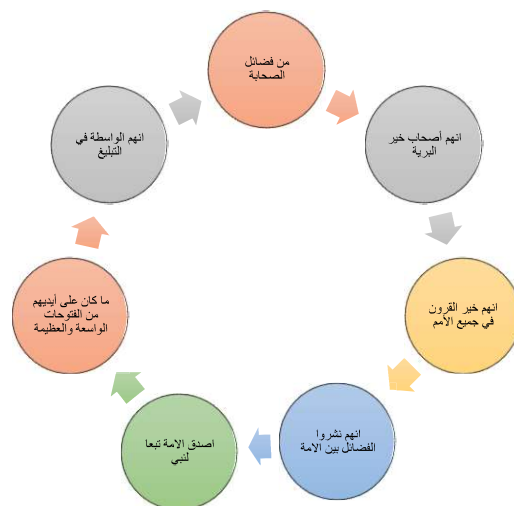 من فضائل
الصحابة
انهم أصحاب خير
البرية
انهم خير القرون
في جميع الأمم
انهم نشروا
الفضائل بين الامة
اصدق الامة تبعا
لنبي
ما كان على أيديهم
من الفتوحات
الواسعة والعظيمة
انهم الواسطة في
التبليغ